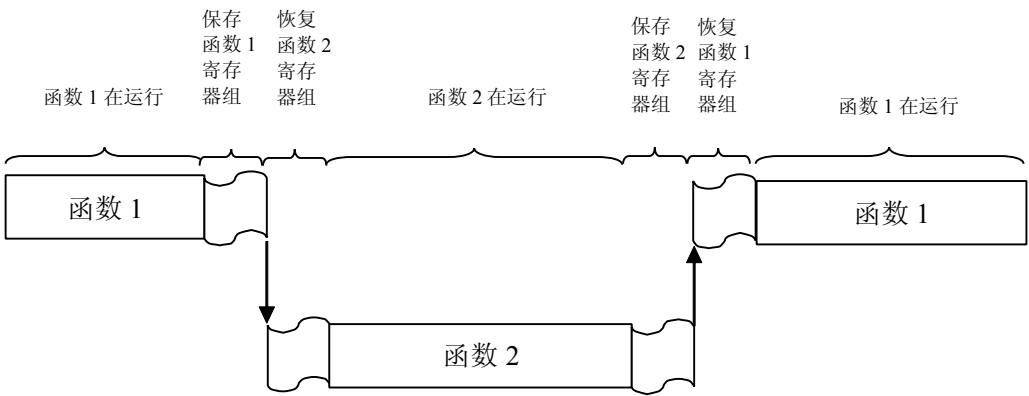 保存
函数 1
寄存
器组
恢复
函数 2
寄存
器组
保存
函数 2
寄存
器组
恢复
函数 1
寄存
器组
函数 1 在运行
函数 2 在运行
函数 1 在运行
函数 1
函数 1
函数 2